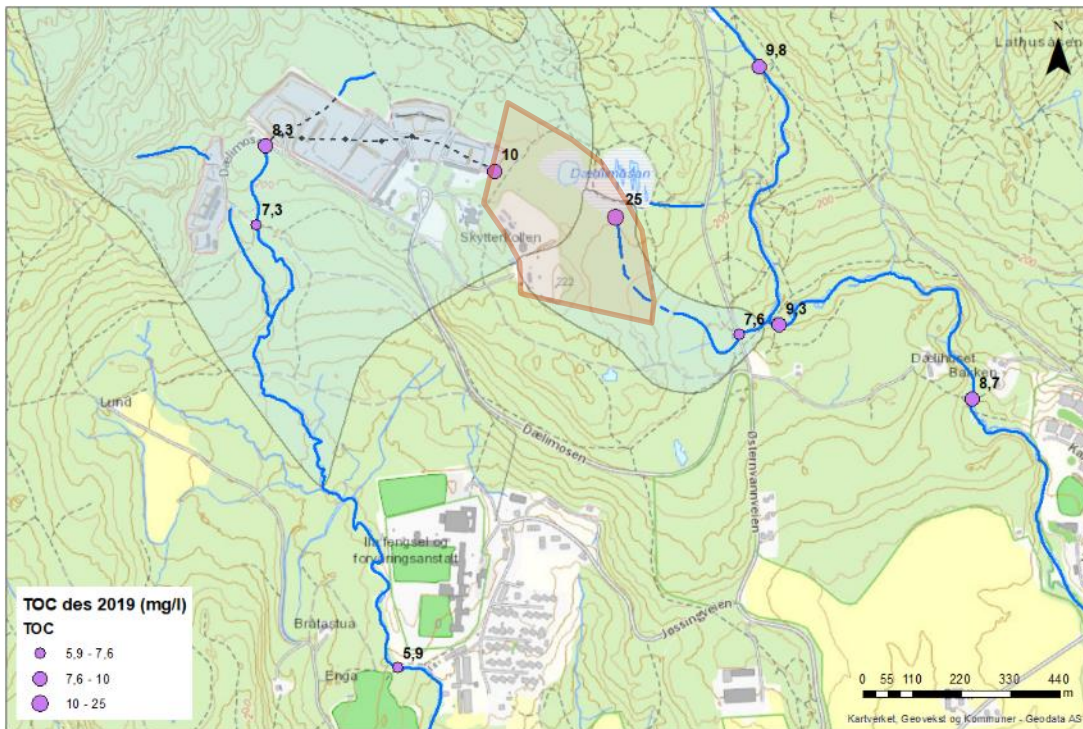 N
Lathusåsen
9,8
8,3
Dælimosen
10
Dælimåsan
25
7,3
Skytterkollen
200
200
222
9,3
7,6
Dælihuset
Bakken
8,7
Lund
Dælimosen
Østernvannveien
Ila fengsel og
forvaringsanstalt
Jøssingveien
Bråtastua
Enga
5,9
TOC des 2019 (mg/l)
TOC
5,9 - 7,6
7,6 - 10
10 - 25
0 55 110 220 330 440
m
Kartverket, Geovekst og Kommuner - Geodata AS